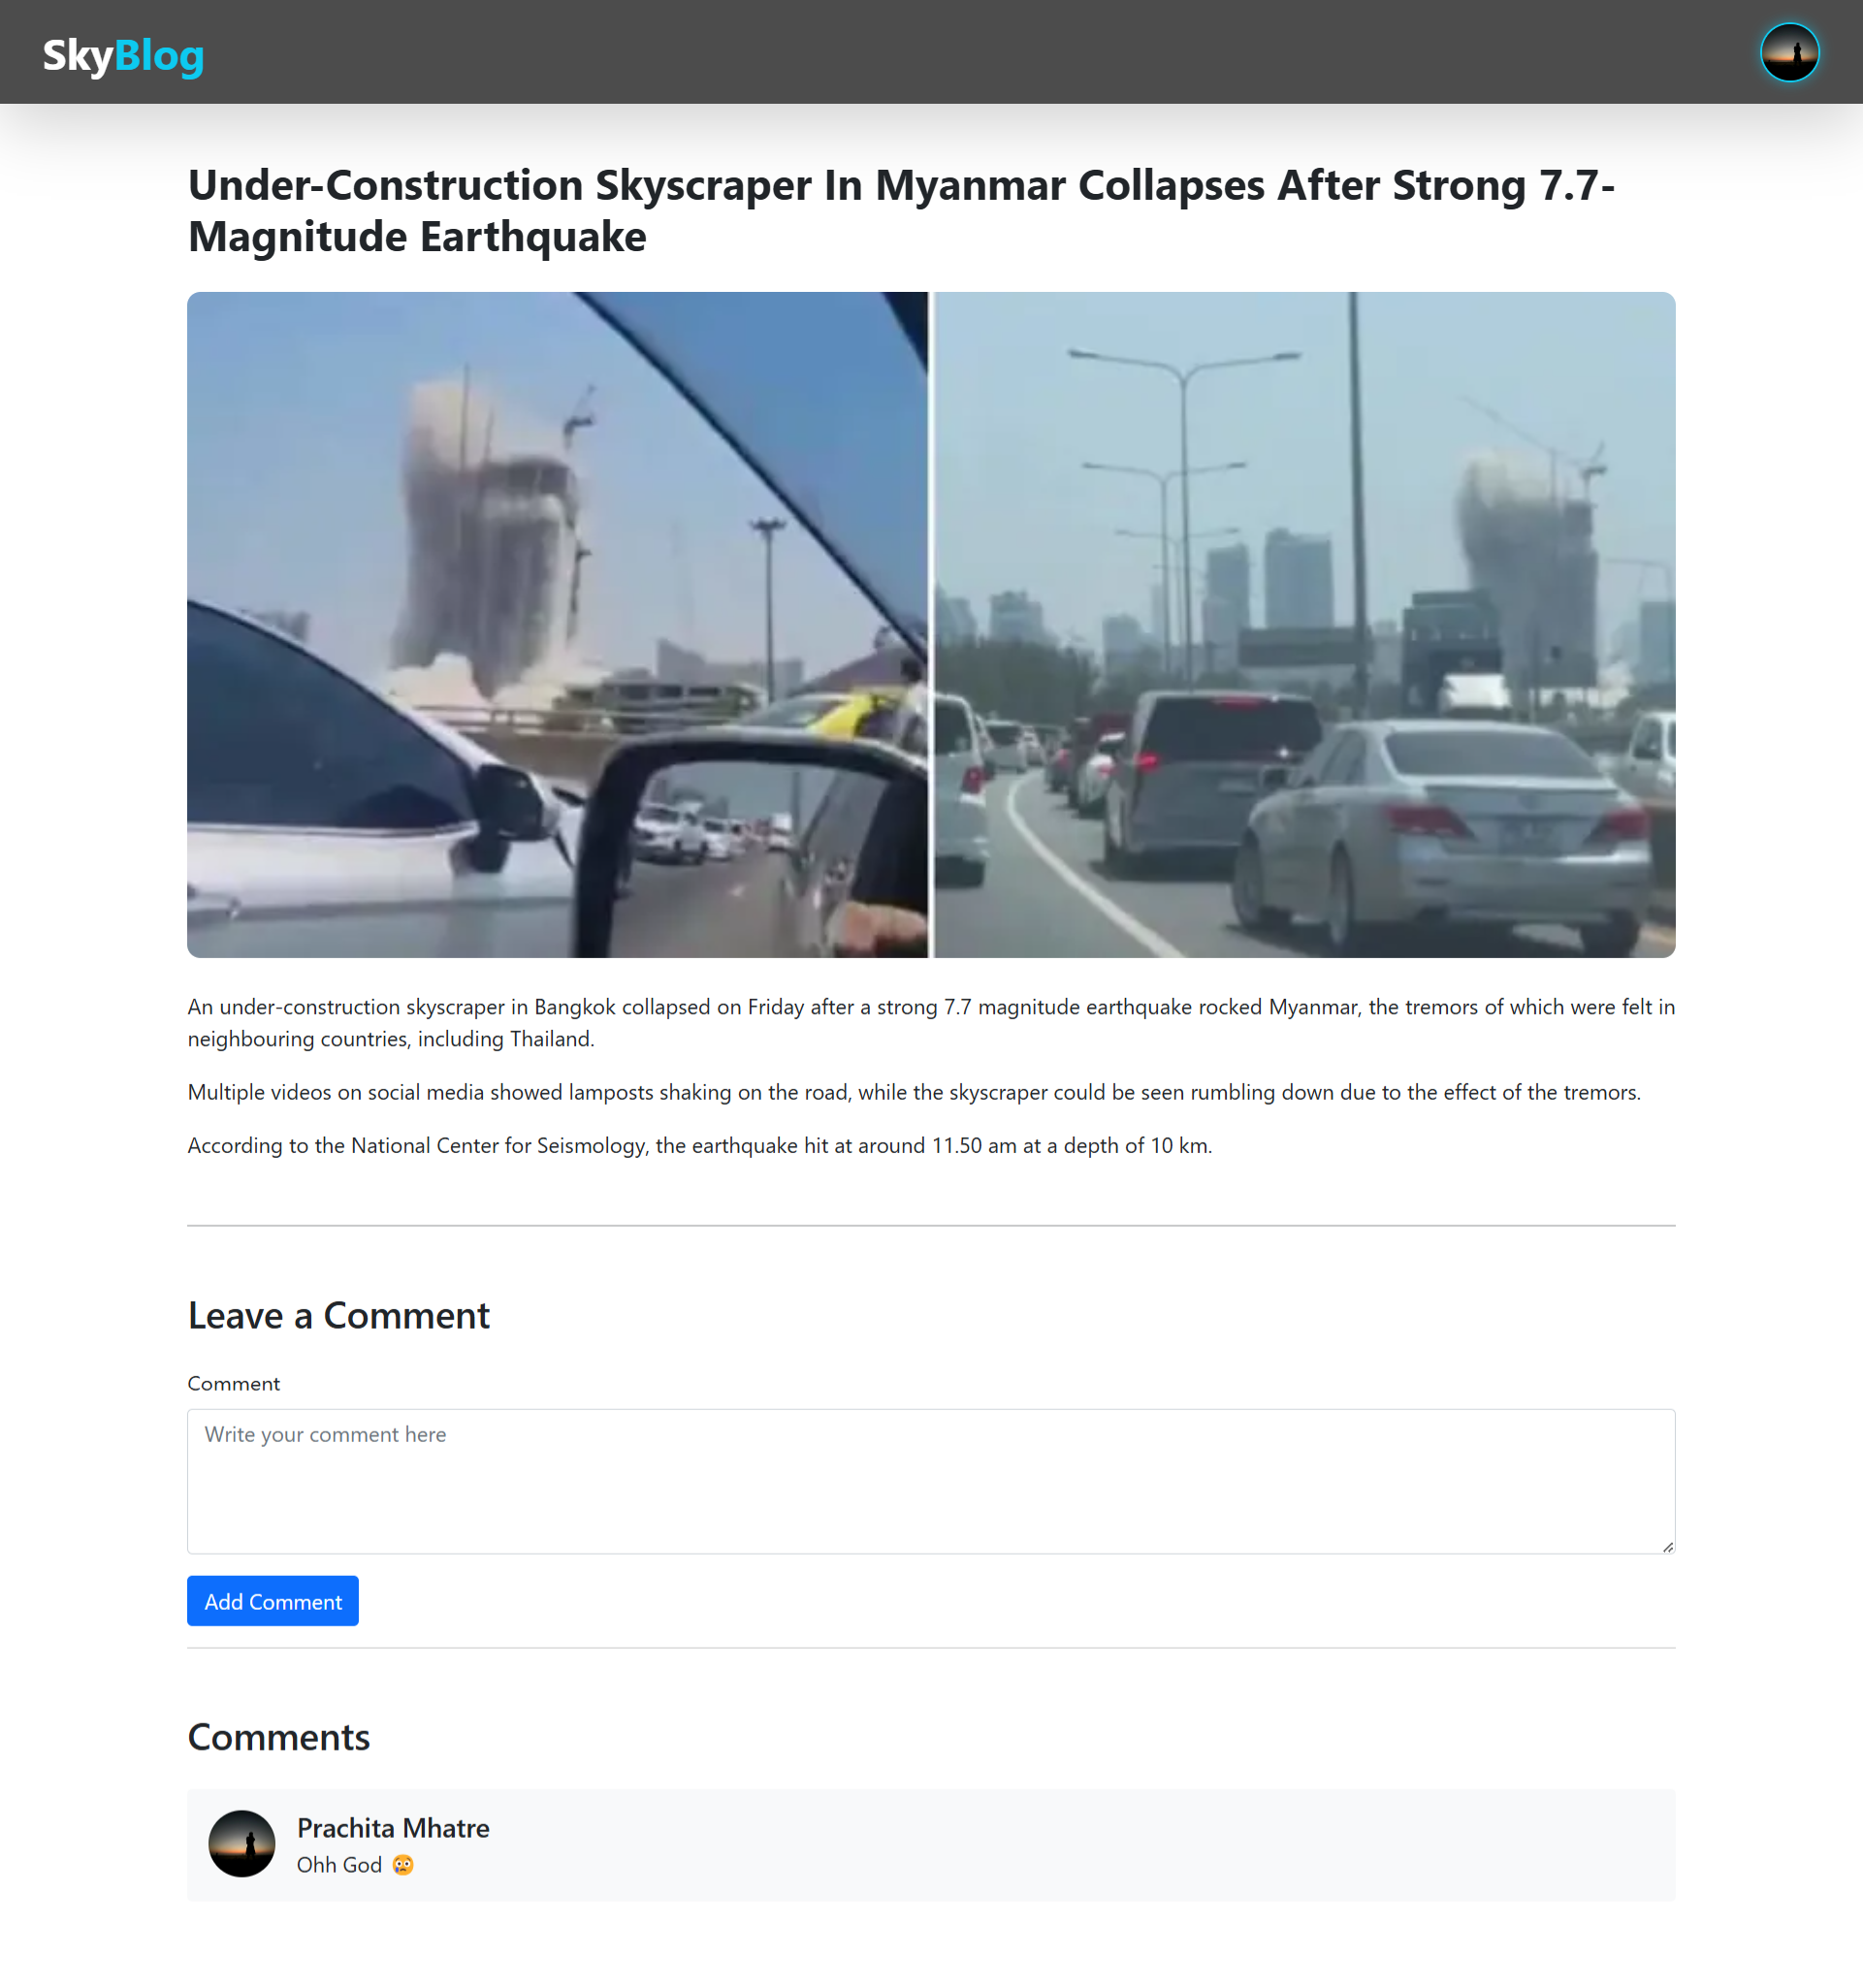 SkyBlog
Under-Construction Skyscraper In Myanmar Collapses After Strong 7.7-
Magnitude Earthquake
An under-construction skyscraper in Bangkok collapsed on Friday after a strong 7.7 magnitude earthquake rocked Myanmar, the tremors of which were felt in
neighbouring countries, including Thailand.
Multiple videos on social media showed lamposts shaking on the road, while the skyscraper could be seen rumbling down due to the effect of the tremors.
According to the National Center for Seismology, the earthquake hit at around 11.50 am at a depth of 10 km.
Leave a Comment
Comment
Write your comment here
Add Comment
Comments
Prachita Mhatre
Ohh God 😰